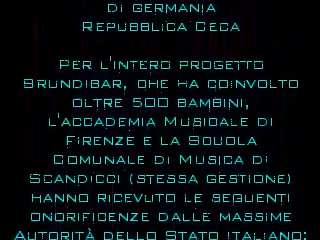 di Germania
Repubblica Ceca
Per l'intero progetto
Brundibar, che ha coinvolto
oltre 500 bambini,
l'Accademia Musicale di
Firenze e la Scuola
Comunale di Musica di
Scandicci (stessa gestione)
hanno ricevuto le seguenti
onorificenze dalle massime
Autorità dello Stato Italiano: